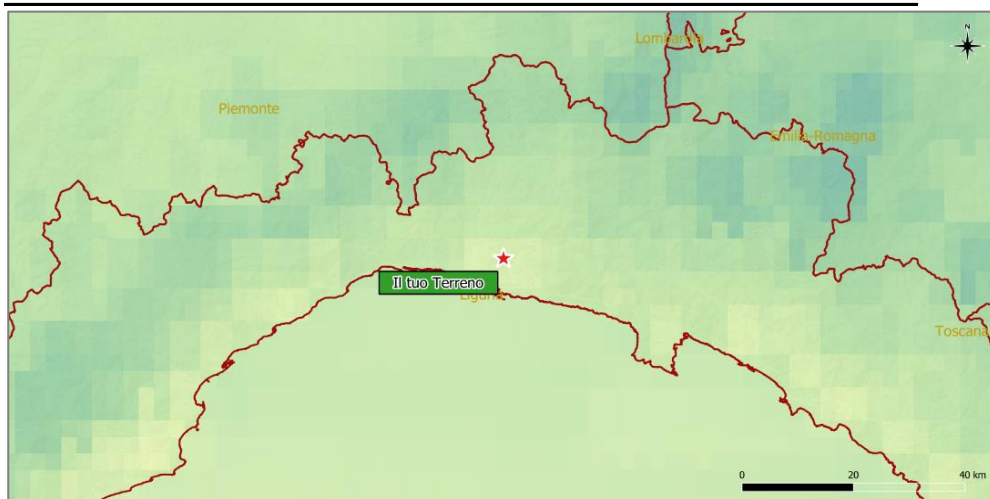 Lombardia
N
Piemonte
Emilia-Romagna
Il tuo Terreno
Liguria
Toscana
0 20 40 km